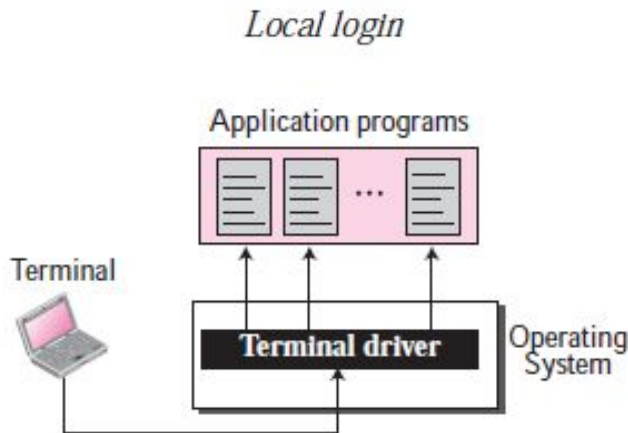 Local login
Application programs
...
Terminal
Terminal driver
Operating
System